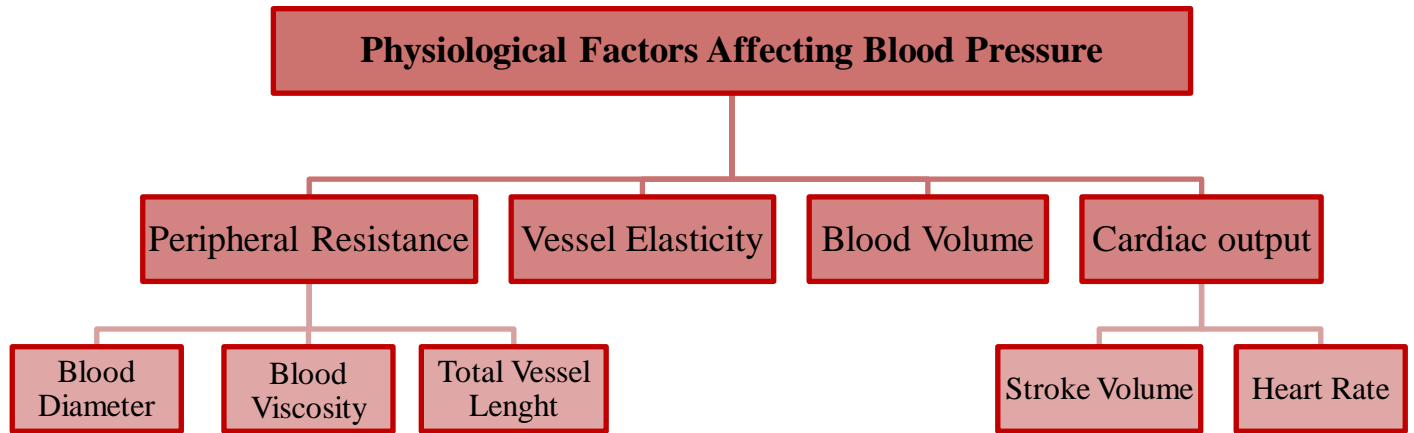 Physiological Factors Affecting Blood Pressure
Peripheral Resistance
Vessel Elasticity
Blood Volume
Cardiac output
Blood
Diameter
Blood
Viscosity
Total Vessel
Lenght
Stroke Volume
Heart Rate